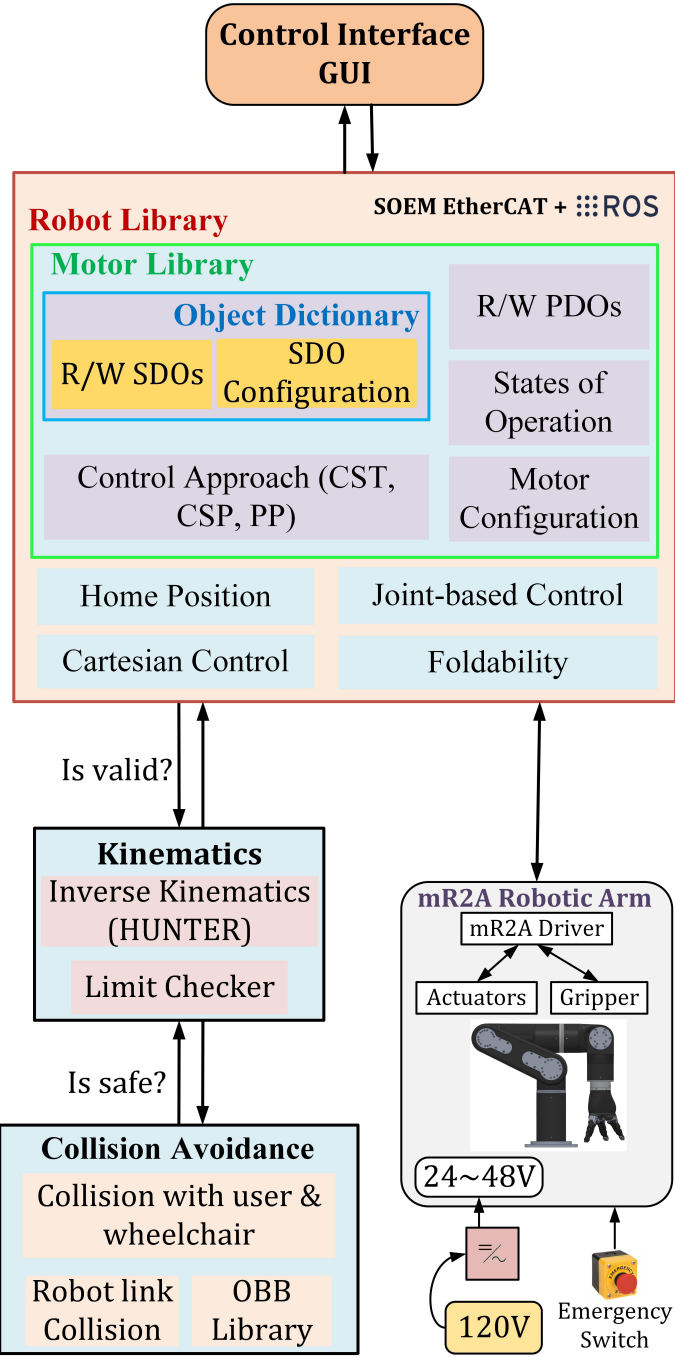 Control Interface
GUI
SOEM EtherCAT + ROS
Robot Library
Motor Library
Object Dictionary
R/W SDOs
SDO
Configuration
R/W PDOs
States of
Operation
Control Approach (CST,
CSP, PP)
Motor
Configuration
Home Position
Joint-based Control
Cartesian Control
Foldability
Is valid?
Kinematics
Inverse Kinematics
(HUNTER)
Limit Checker
Is safe?
Collision Avoidance
Collision with user &
wheelchair
Robot link
Collision
OBB
Library
mR2A Robotic Arm
mR2A Driver
Actuators
Gripper
24~48V
=/~
120V
EMERGENCY
Emergency
Switch